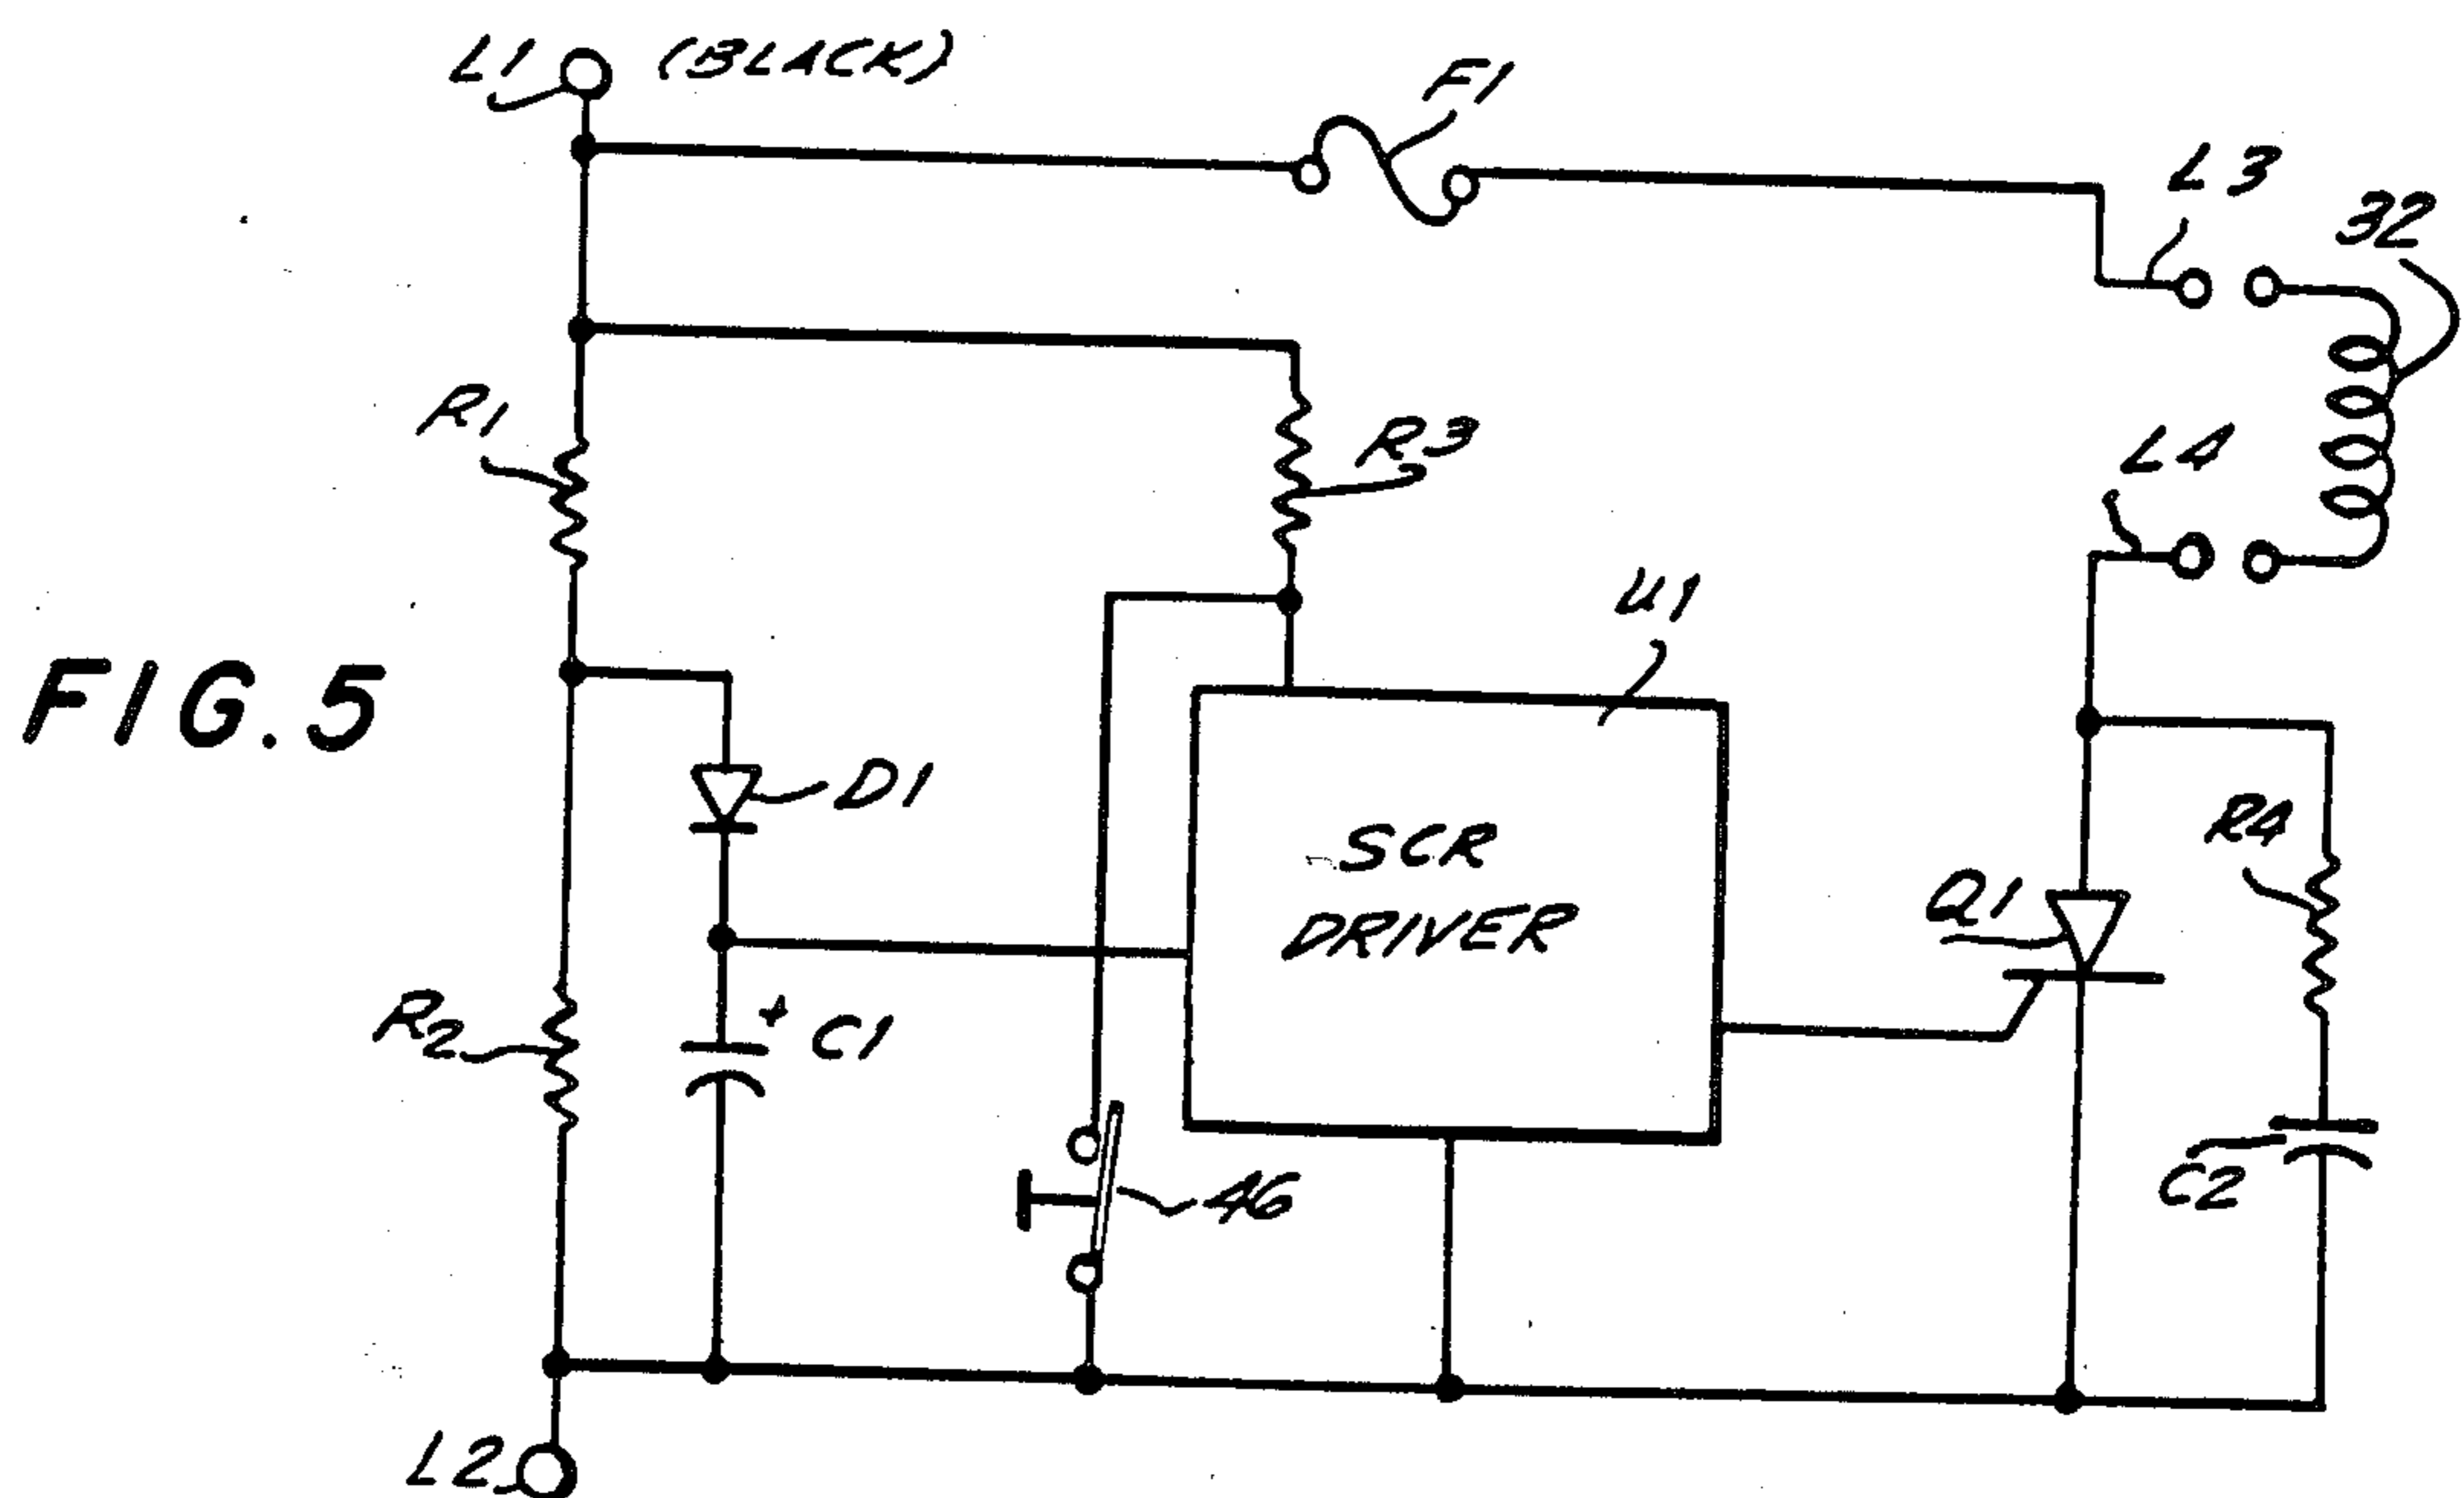 L1 (BLACK)
F1
L3
32
R1
R3
L4
U1
FIG.5
D1
SCR
DRIVER
R4
Q1
R2
+ C1
46
C2
L2